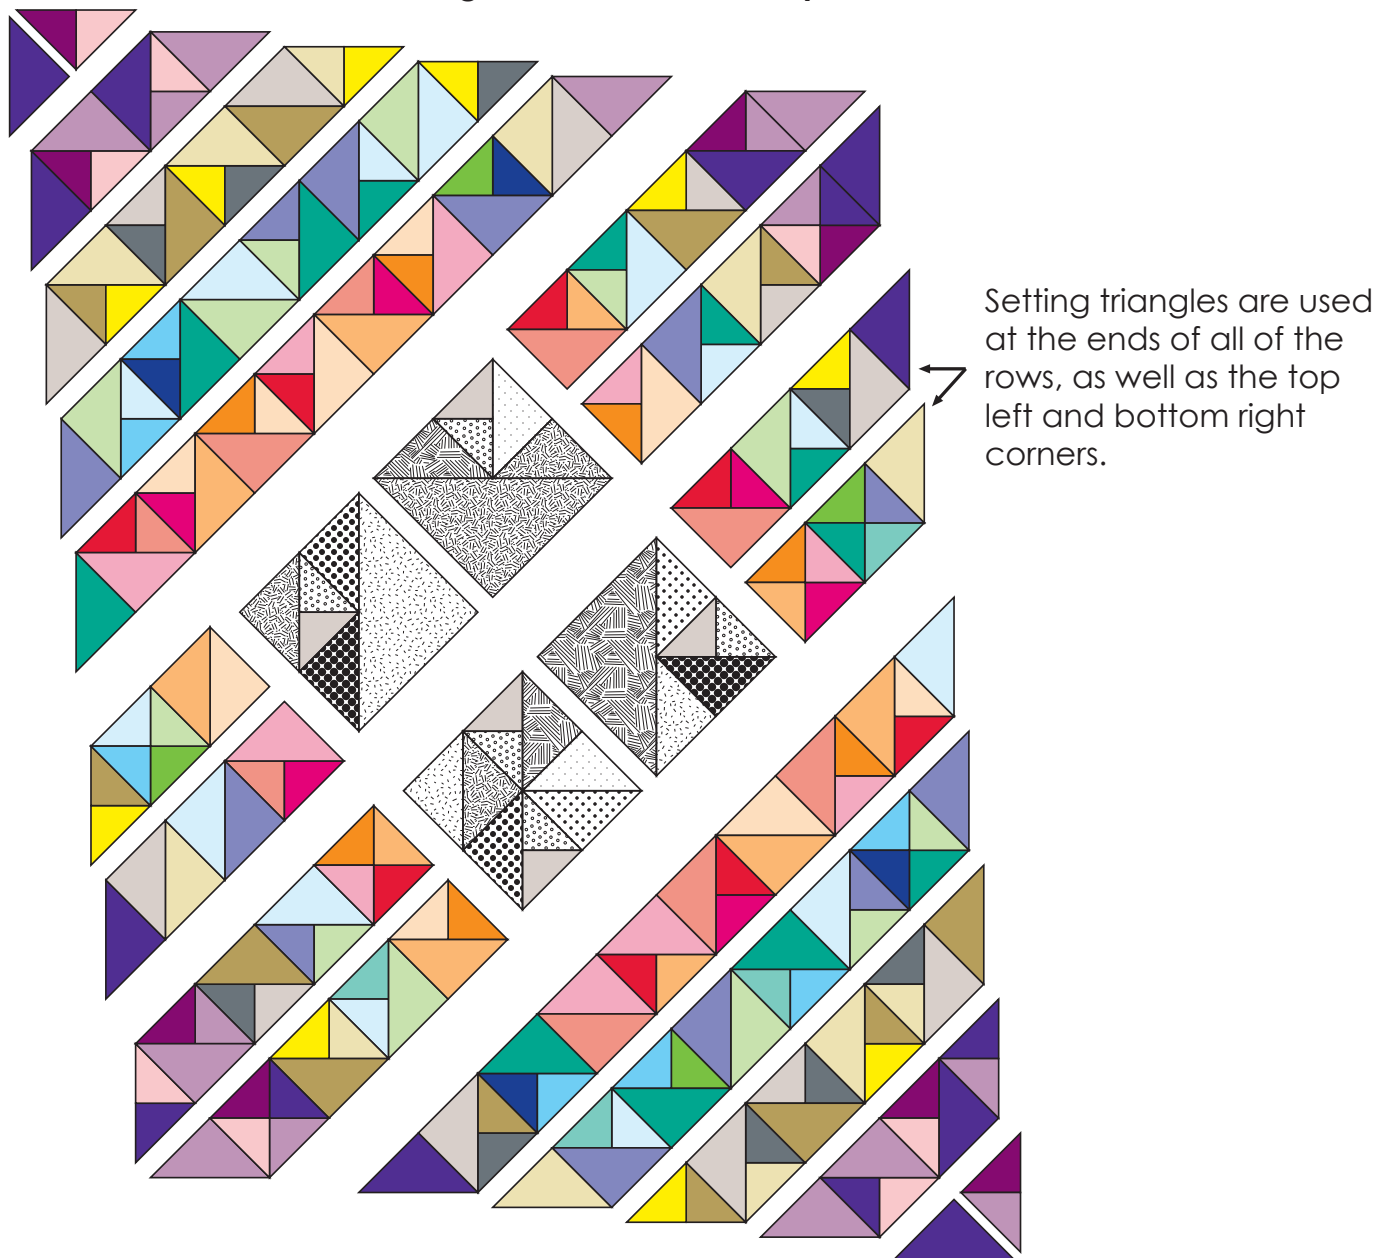 Setting triangles are used
at the ends of all of the
rows, as well as the top
left and bottom right
corners.